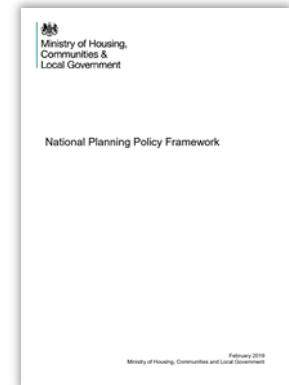 Ministry of Housing,
Communities &
Local Government
National Planning Policy Framework
February 2019
Ministry of Housing, Communities and Local Government